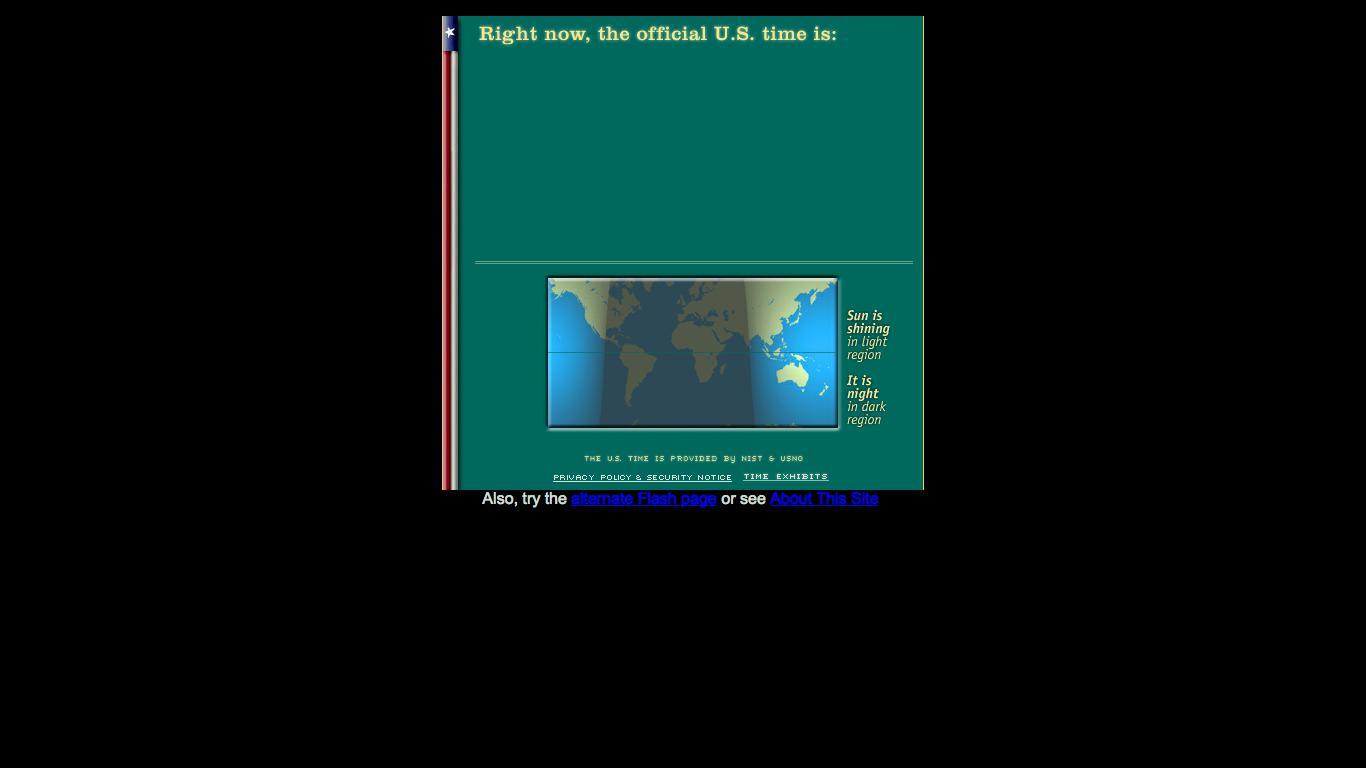 Right now, the official U.S. time is:
Sun is
shining
in light
region
It is
night
in dark
region
THE U.S. TIME IS PROVIDED By NIST & USNO
PRIVACY POLICY & SECURITY NOTICE TIME EXHIBITS
Also, try the alternate Flash page or see About This Site